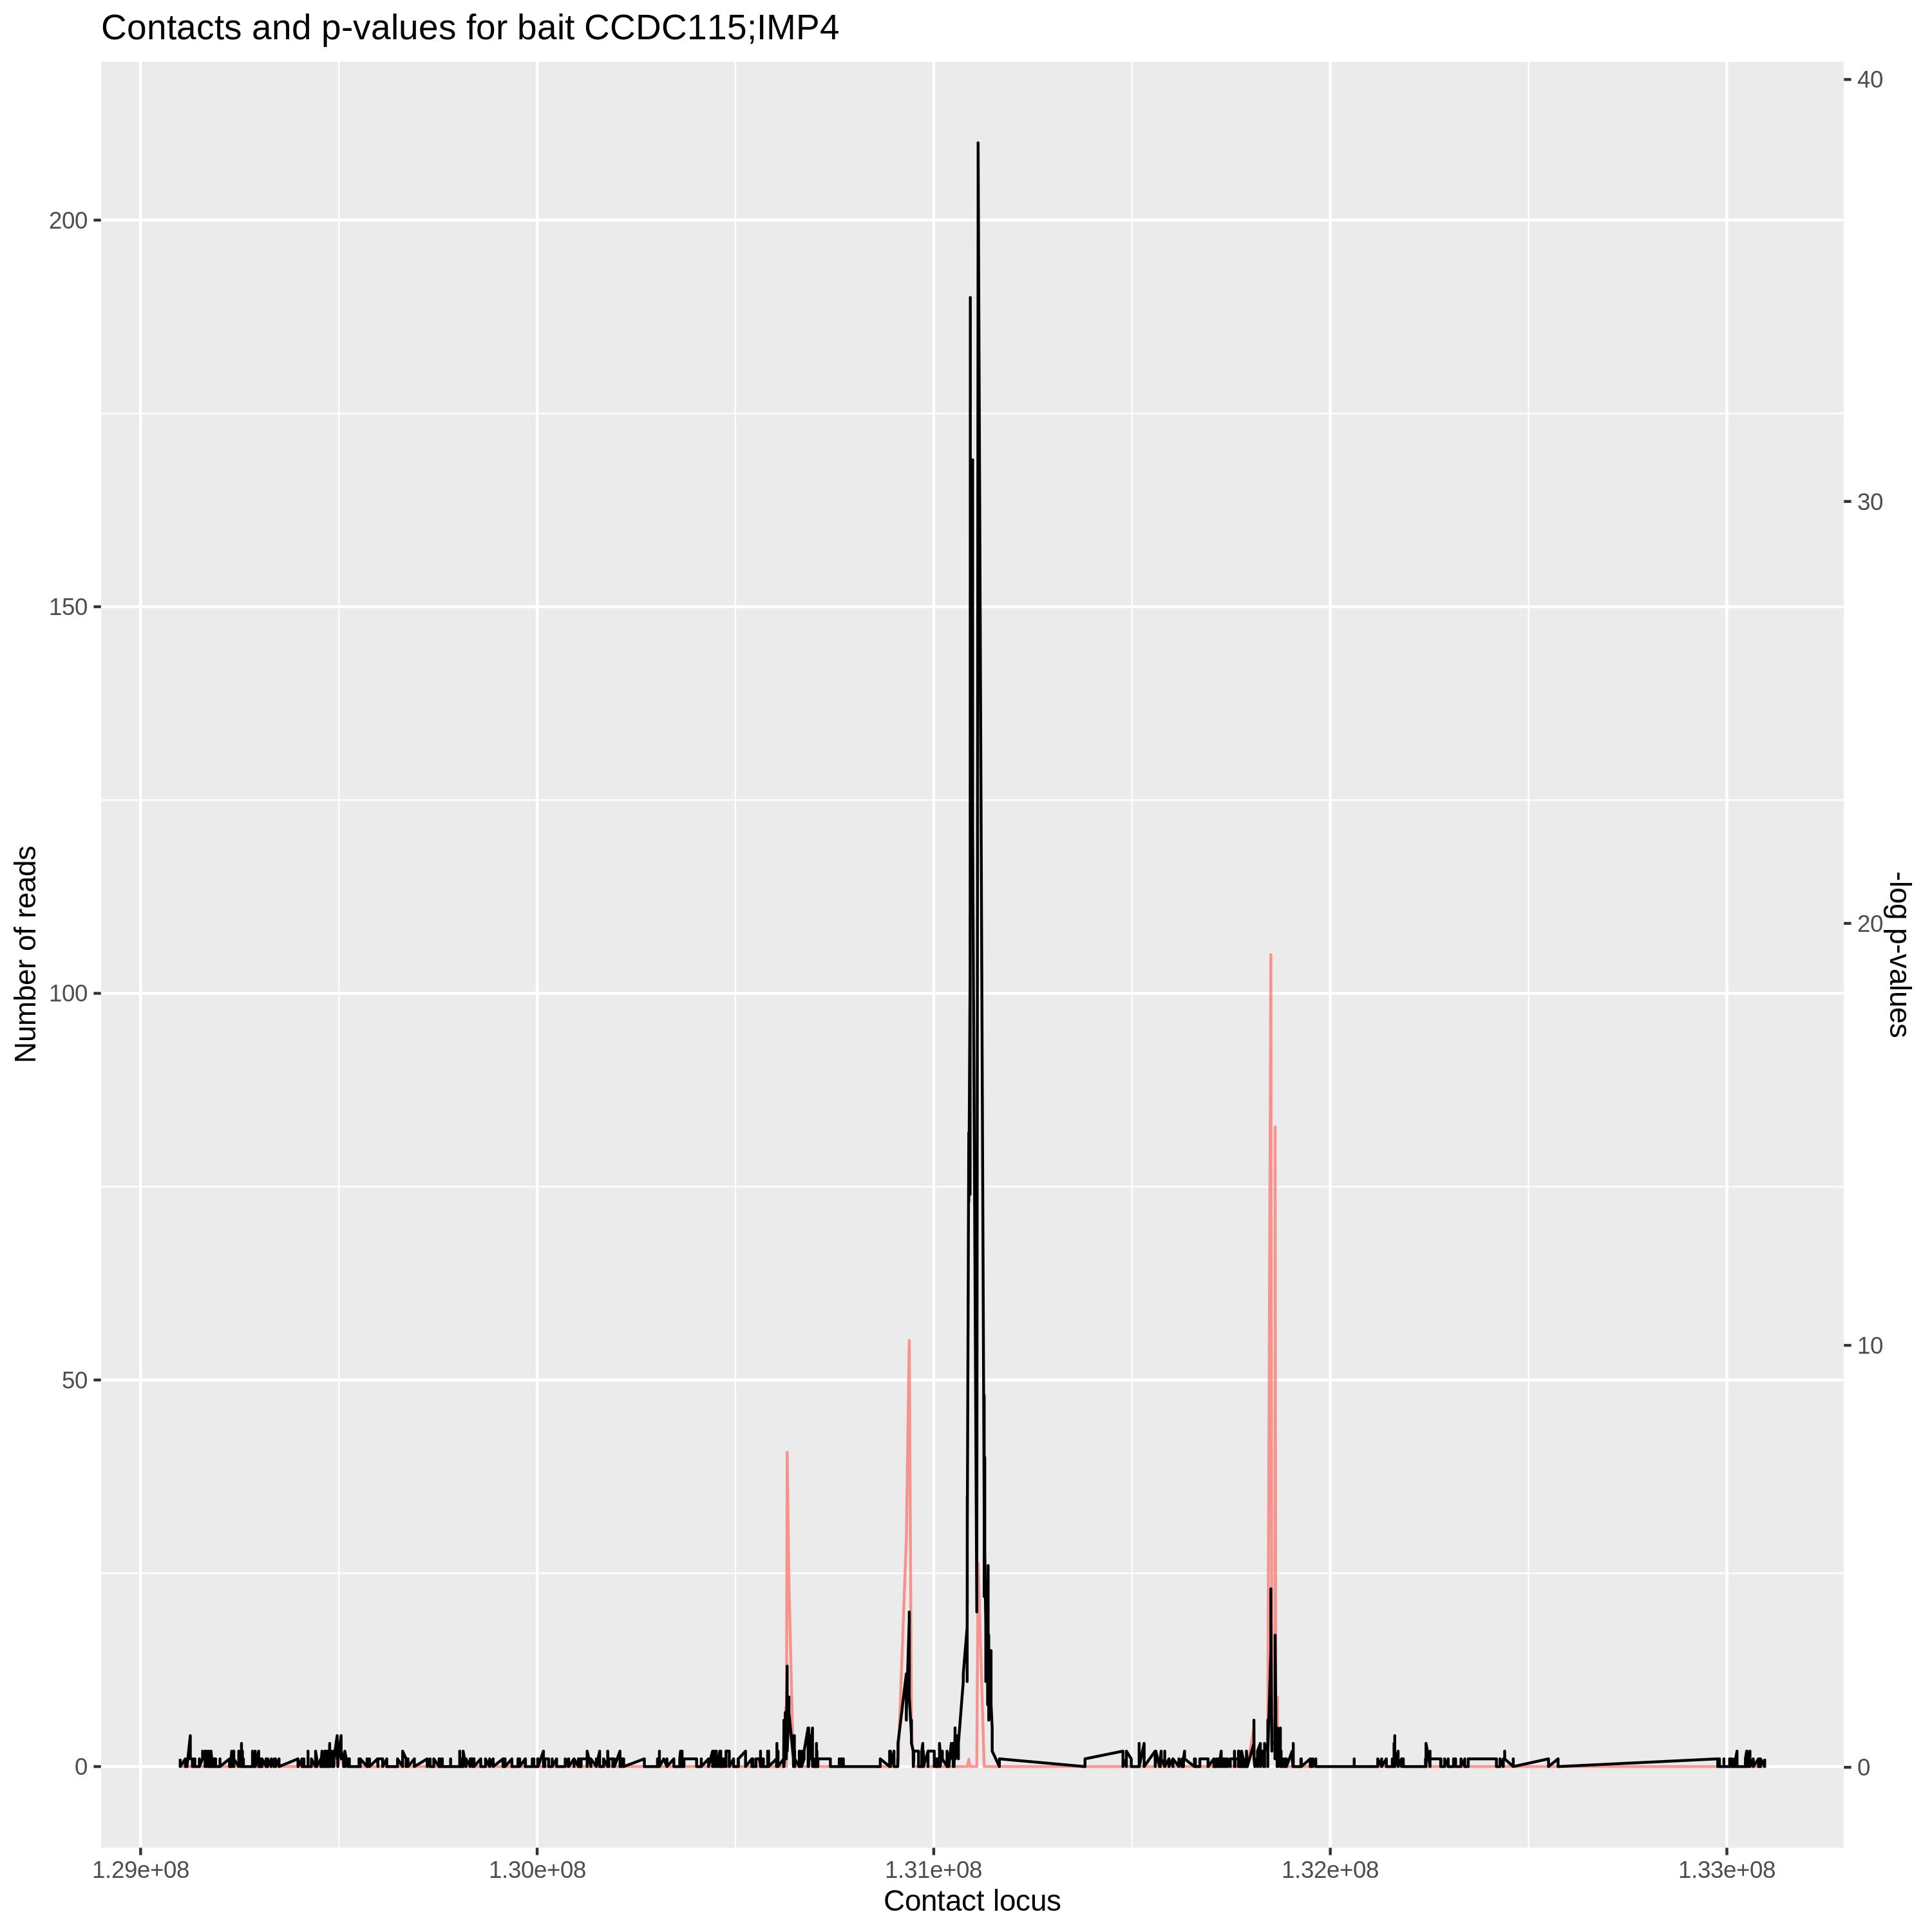 Contacts and p-values for bait CCDC115;IMP4
Number of reads
200
150
100
50
0
40
30
20
10
0
-log p-values
1.29e+08
1.30e+08
1.31e+08
1.32e+08
1.33e+08
Contact locus